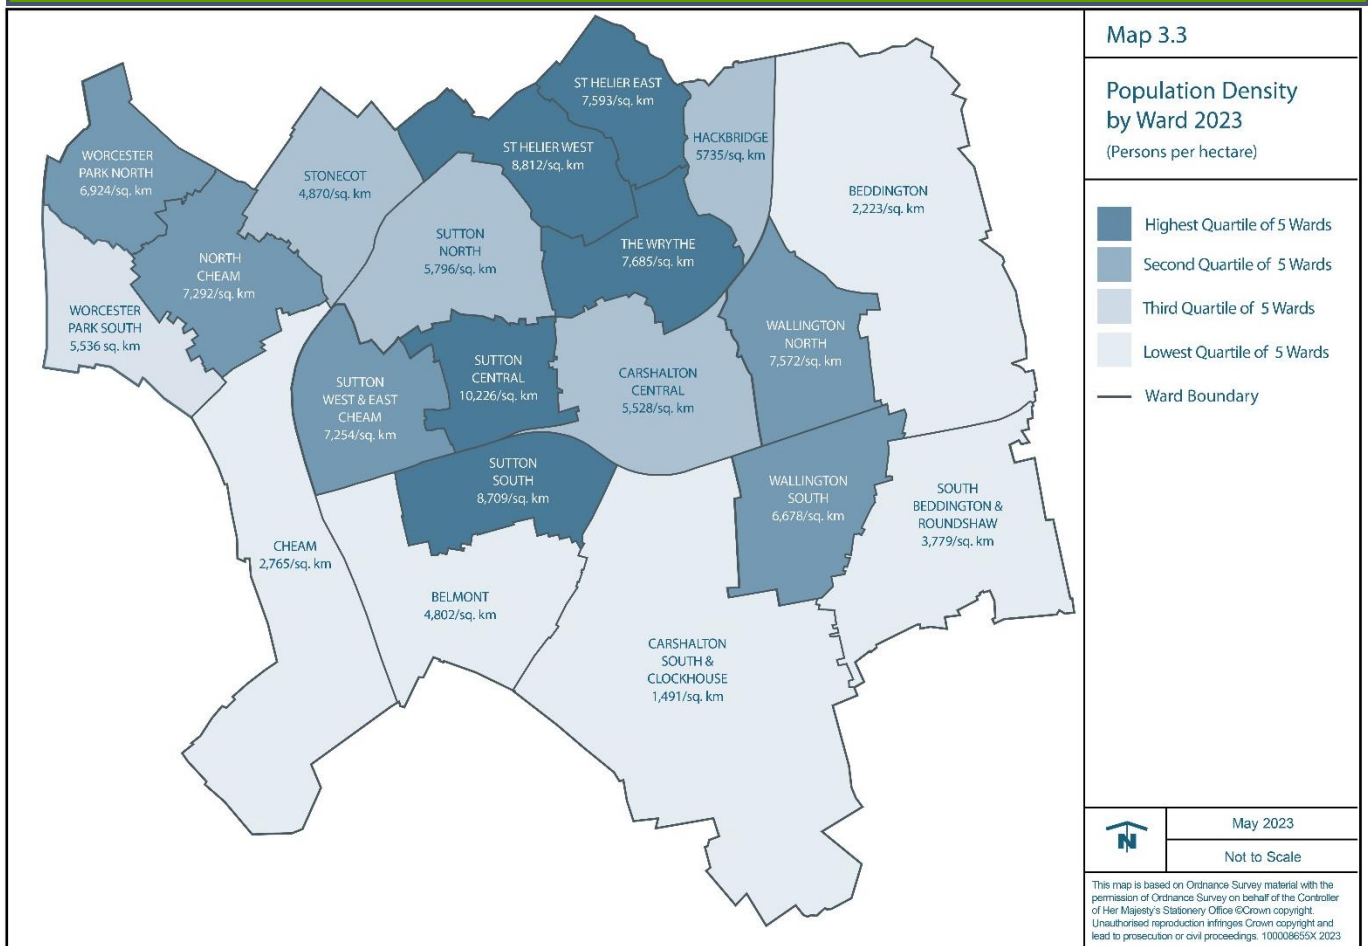 ST HELIER EAST
7,593/sq. km
HACKBRIDGE
5735/sq. km
WORCESTER
PARK NORTH
6,924/sq. km
STONECOT
4,870/sq. km
ST HELIER WEST
8,812/sq. km
BEDDINGTON
2,223/sq. km
NORTH
CHEAM
7,292/sq. km
SUTTON
NORTH
5,796/sq. km
THE WRYTHE
7,685/sq. km
WORCESTER
PARK SOUTH
5,536 sq. km
WALLINGTON
NORTH
7,572/sq. km
SUTTON
WEST & EAST
CHEAM
7,254/sq. km
SUTTON
CENTRAL
10,226/sq. km
CARSHALTON
CENTRAL
5,528/sq. km
SUTTON
SOUTH
8,709/sq. km
WALLINGTON
SOUTH
6,678/sq. km
SOUTH
BEDDINGTON &
ROUNDSHAW
3,779/sq. km
CHEAM
2,765/sq. km
BELMONT
4,802/sq. km
CARSHALTON
SOUTH &
CLOCKHOUSE
1,491/sq. km
Map 3.3
Population Density
by Ward 2023
(Persons per hectare)
Highest Quartile of 5 Wards
Second Quartile of 5 Wards
Third Quartile of 5 Wards
Lowest Quartile of 5 Wards
Ward Boundary
N
May 2023
Not to Scale
This map is based on Ordnance Survey material with the
permission of Ordnance Survey on behalf of the Controller
of Her Majesty's Stationery Office ©Crown copyright.
Unauthorised reproduction infringes Crown copyright and
lead to prosecution or civil proceedings. 100008655X 2023